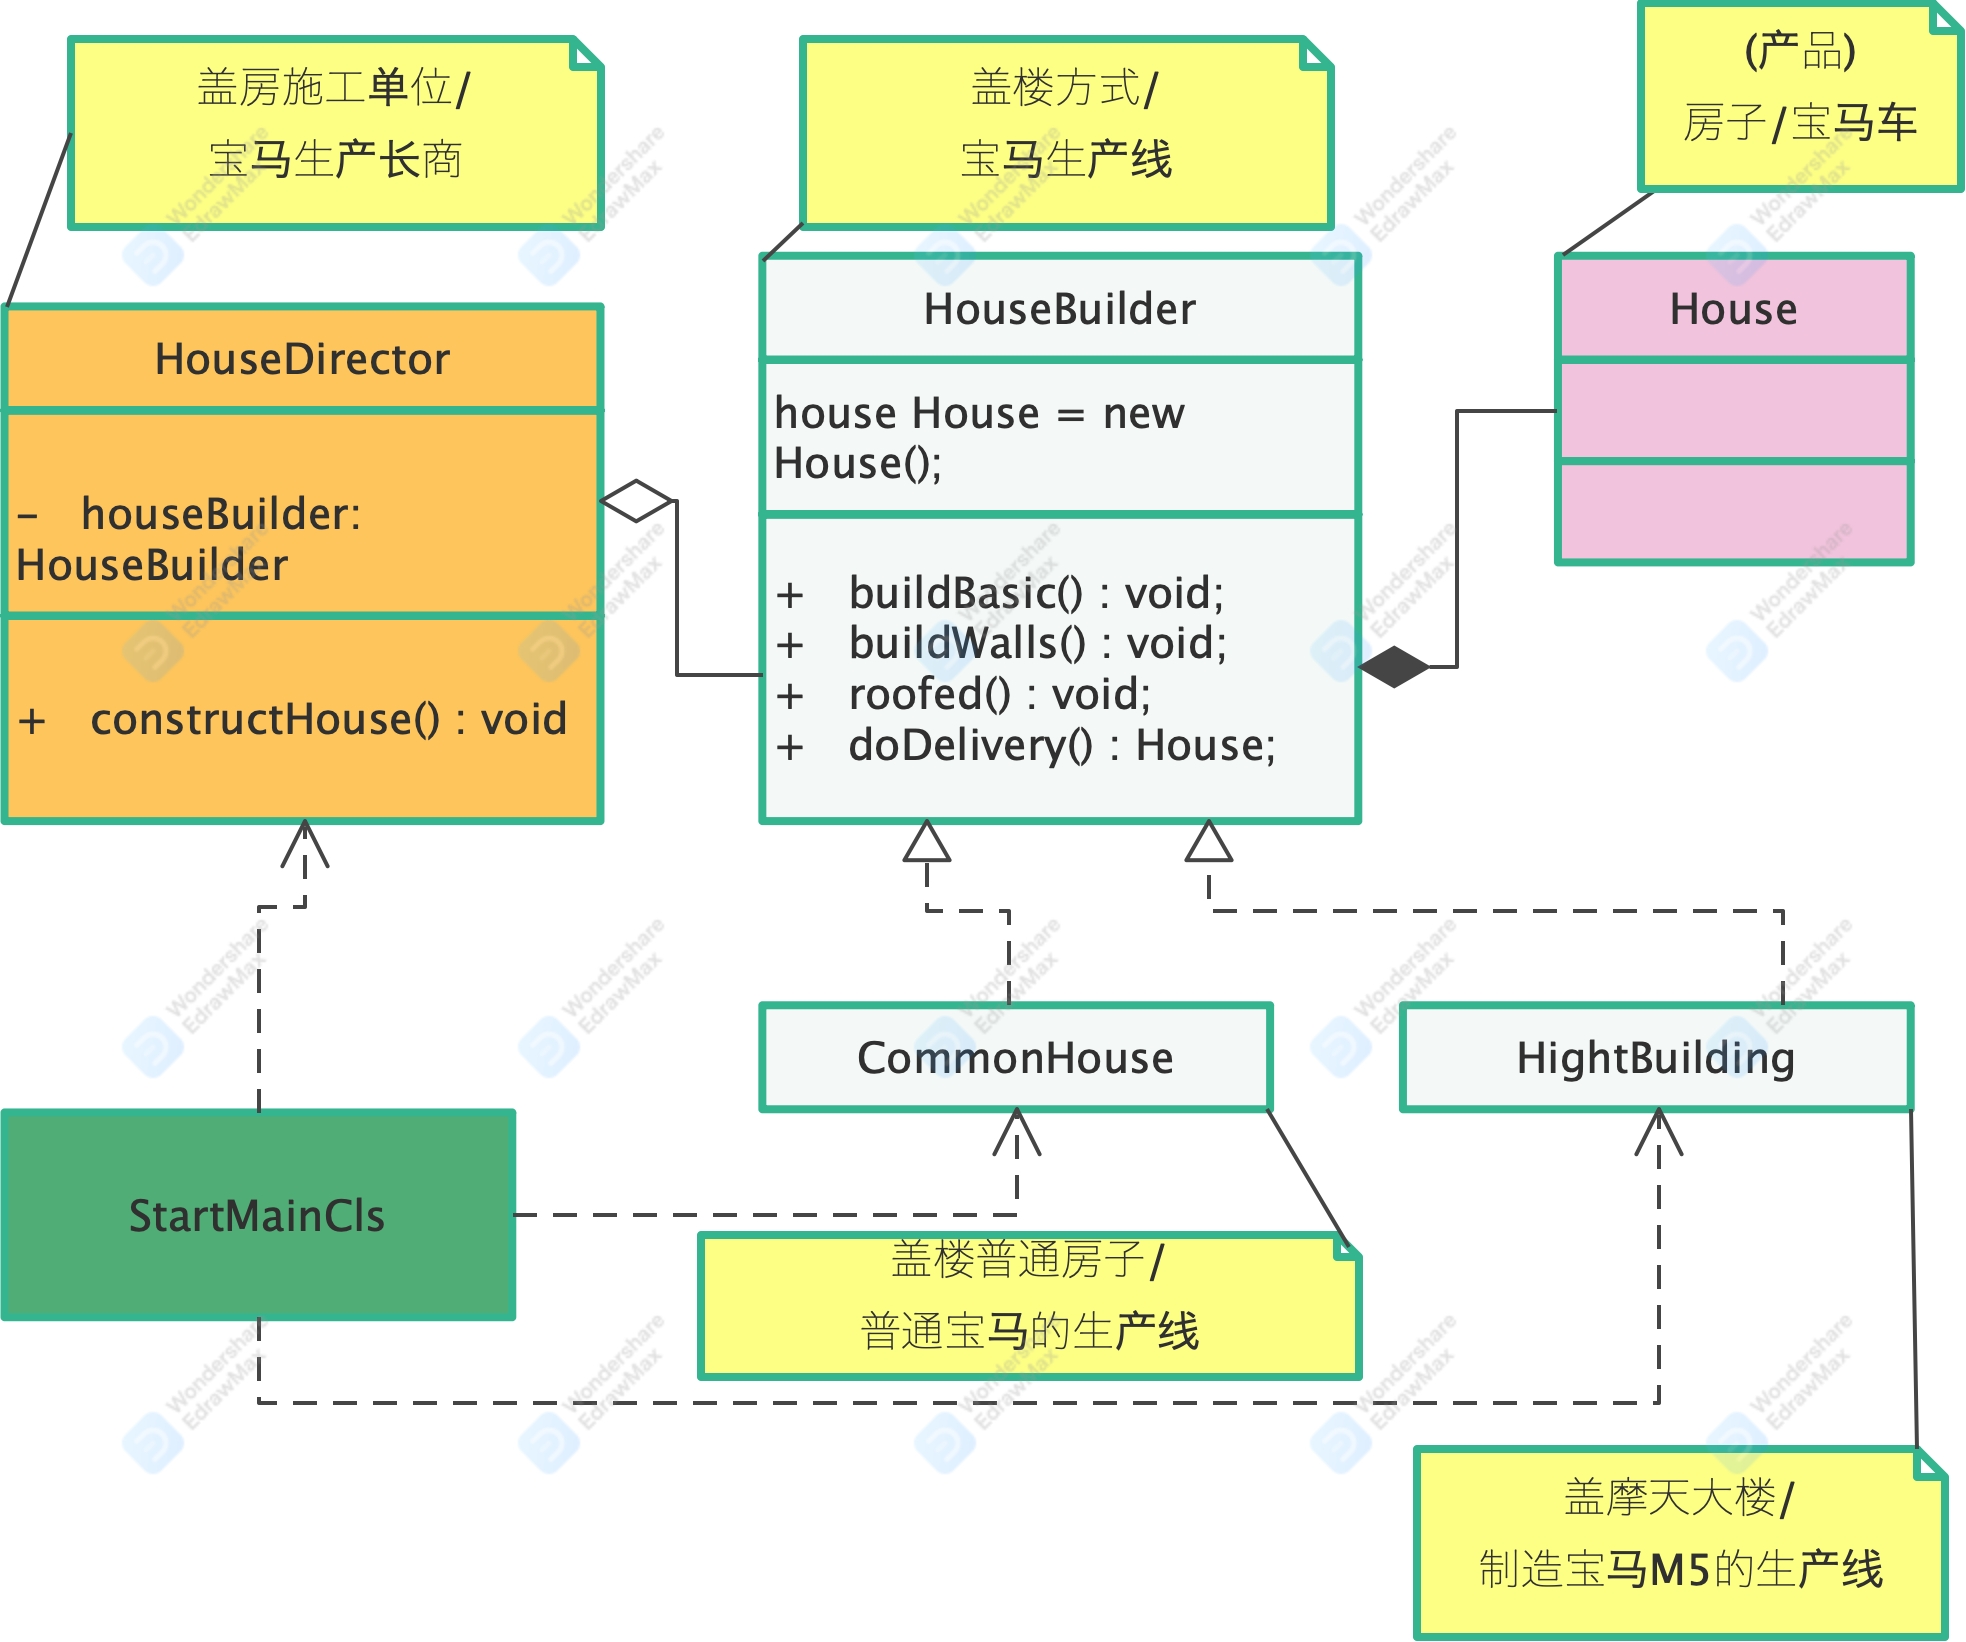 盖房施工单位/
宝马生产长商
盖楼方式/
宝马生产线
(产品)
房子/宝马车
HouseDirector
- houseBuilder:
HouseBuilder
+ constructHouse() : void
HouseBuilder
house House = new
House();
+ buildBasic() : void;
+ buildWalls() : void;
+ roofed() : void;
+ doDelivery() : House;
House
CommonHouse
HightBuilding
StartMainCls
盖楼普通房子/
普通宝马的生产线
盖摩天大楼/
制造宝马M5的生产线
Wondershare
EdrawMax